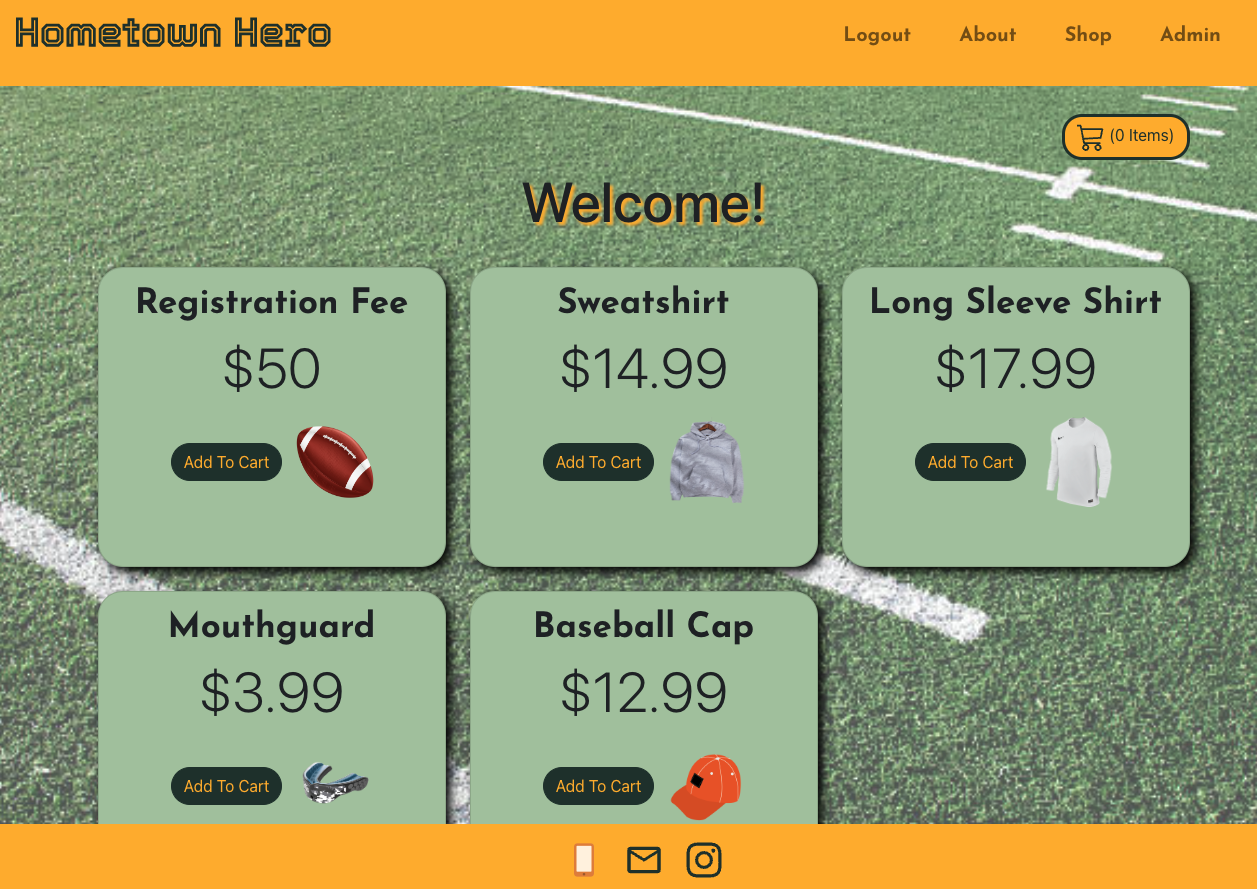 Hometown Hero
Logout About Shop Admin
(0 Items)
Welcome!
Registration Fee
$50
Add To Cart
Sweatshirt
$14.99
Add To Cart
Long Sleeve Shirt
$17.99
Add To Cart
Mouthguard
$3.99
Add To Cart
Baseball Cap
$12.99
Add To Cart